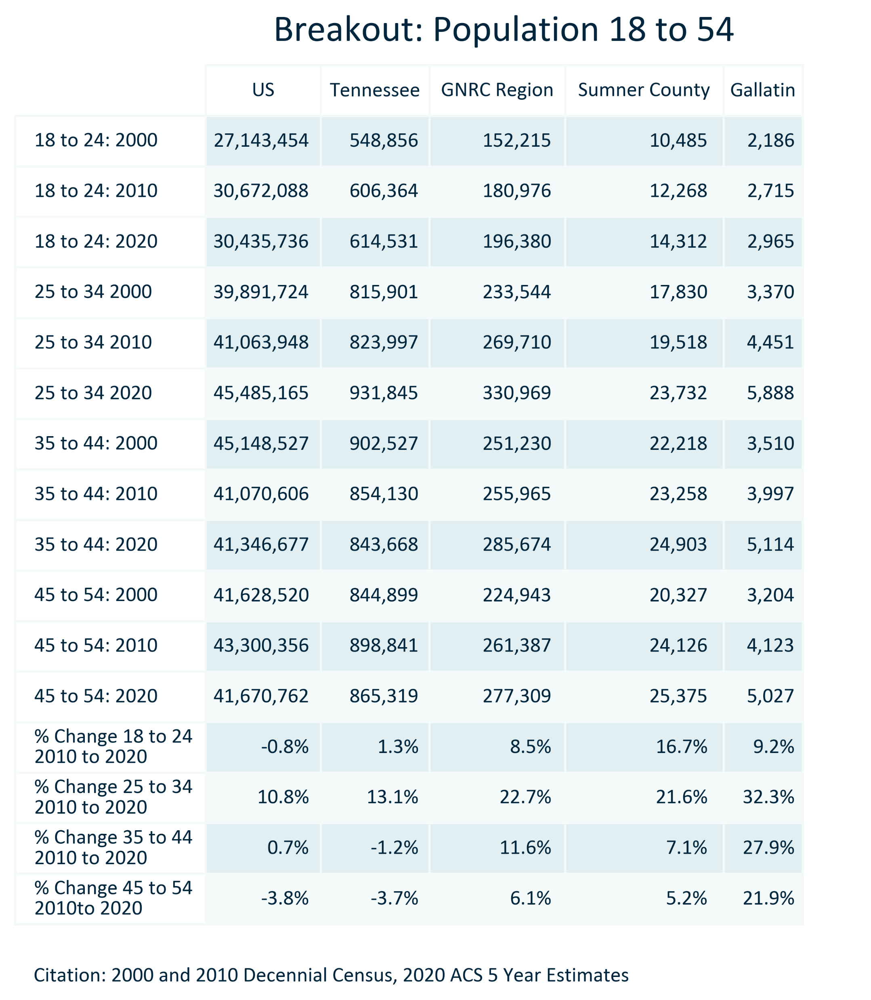 Breakout: Population 18 to 54
US Tennessee GNRC Region Sumner County Gallatin
18 to 24: 2000 27,143,454 548,856 152,215 10,485 2,186
18 to 24: 2010 30,672,088 606,364 180,976 12,268 2,715
18 to 24: 2020 30,435,736 614,531 196,380 14,312 2,965
25 to 34 2000 39,891,724 815,901 233,544 17,830 3,370
25 to 34 2010 41,063,948 823,997 269,710 19,518 4,451
25 to 34 2020 45,485,165 931,845 330,969 23,732 5,888
35 to 44: 2000 45,148,527 902,527 251,230 22,218 3,510
35 to 44: 2010 41,070,606 854,130 255,965 23,258 3,997
35 to 44: 2020 41,346,677 843,668 285,674 24,903 5,114
45 to 54: 2000 41,628,520 844,899 224,943 20,327 3,204
45 to 54: 2010 43,300,356 898,841 261,387 24,126 4,123
45 to 54: 2020 41,670,762 865,319 277,309 25,375 5,027
% Change 18 to 24
2010 to 2020 -0.8% 1.3% 8.5% 16.7% 9.2%
% Change 25 to 34
2010 to 2020 10.8% 13.1% 22.7% 21.6% 32.3%
% Change 35 to 44
2010 to 2020 0.7% -1.2% 11.6% 7.1% 27.9%
% Change 45 to 54
2010to 2020 -3.8% -3.7% 6.1% 5.2% 21.9%
Citation: 2000 and 2010 Decennial Census, 2020 ACS 5 Year Estimates